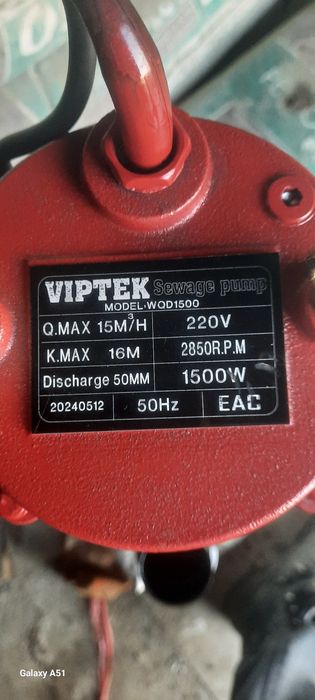 VIPTEK Sewage pump
MODEL-WQD1500
Q.MAX 15M³/H 220V
K.MAX 16M 2850R.P.M
Discharge 50MM 1500W
20240512 50Hz EAC
Galaxy A51